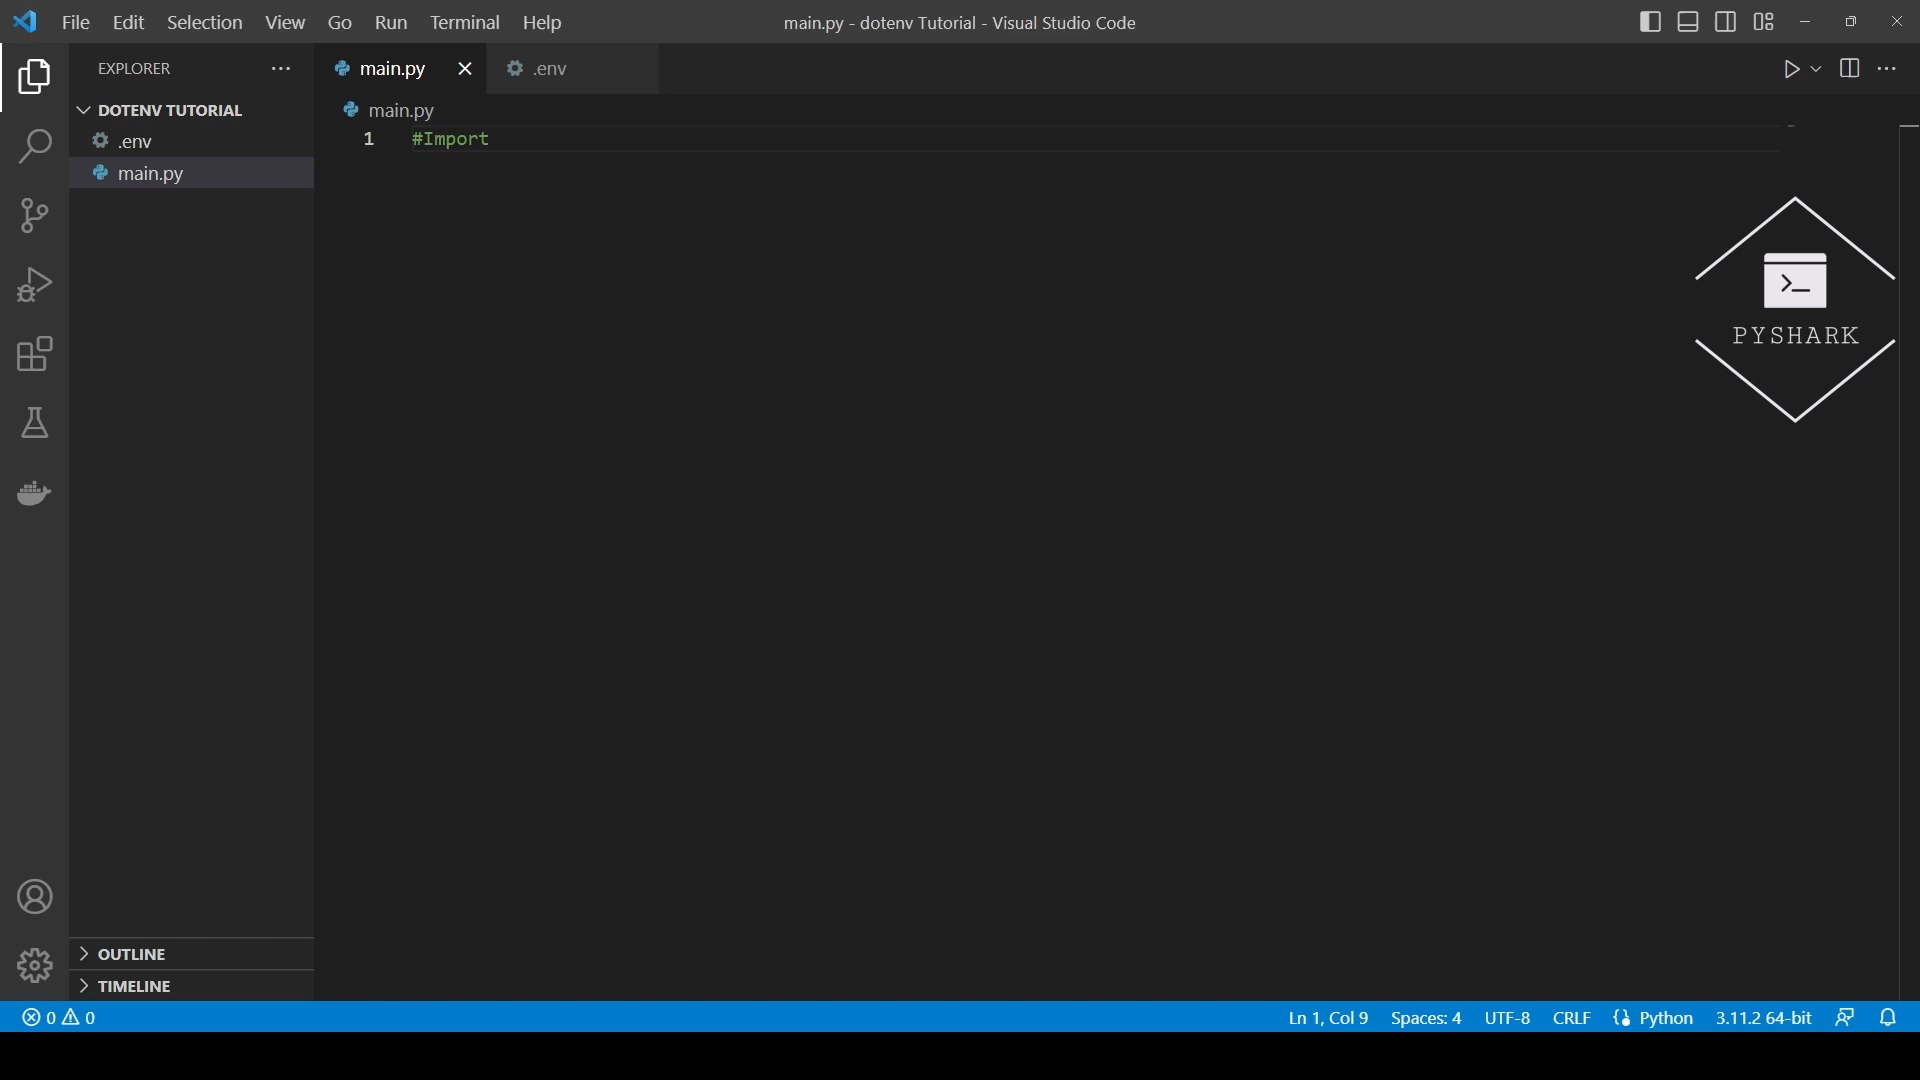 File Edit Selection View Go Run Terminal Help
main.py - dotenv Tutorial - Visual Studio Code
EXPLORER
main.py
.env
DOTENV TUTORIAL
main.py
.env
1 #Import
main.py
>_
PYSHARK
OUTLINE
TIMELINE
0 0
Ln 1, Col 9 Spaces: 4 UTF-8 CRLF {} Python 3.11.2 64-bit